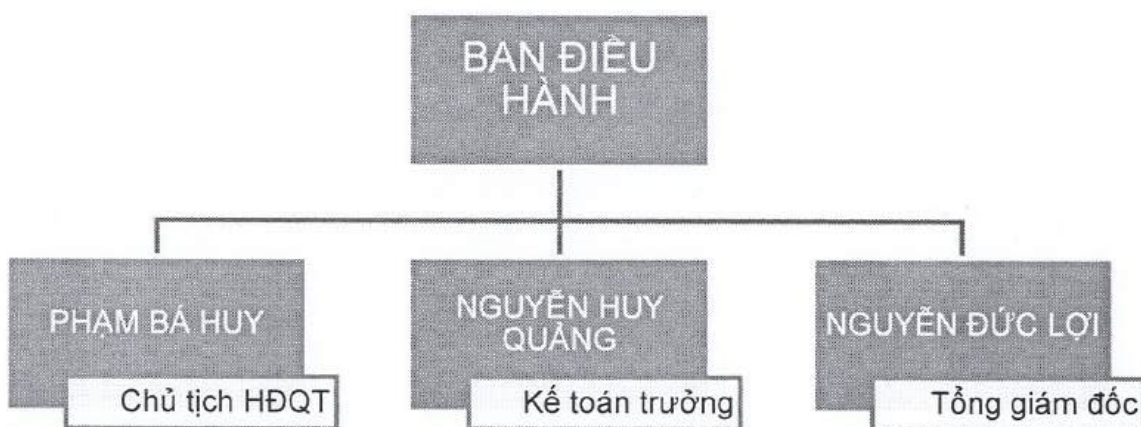 BAN ĐIỀU
HÀNH
PHẠM BÁ HUY
Chủ tịch HĐQT
NGUYỄN HUY
QUẢNG
Kế toán trưởng
NGUYỄN ĐỨC LỢI
Tổng giám đốc